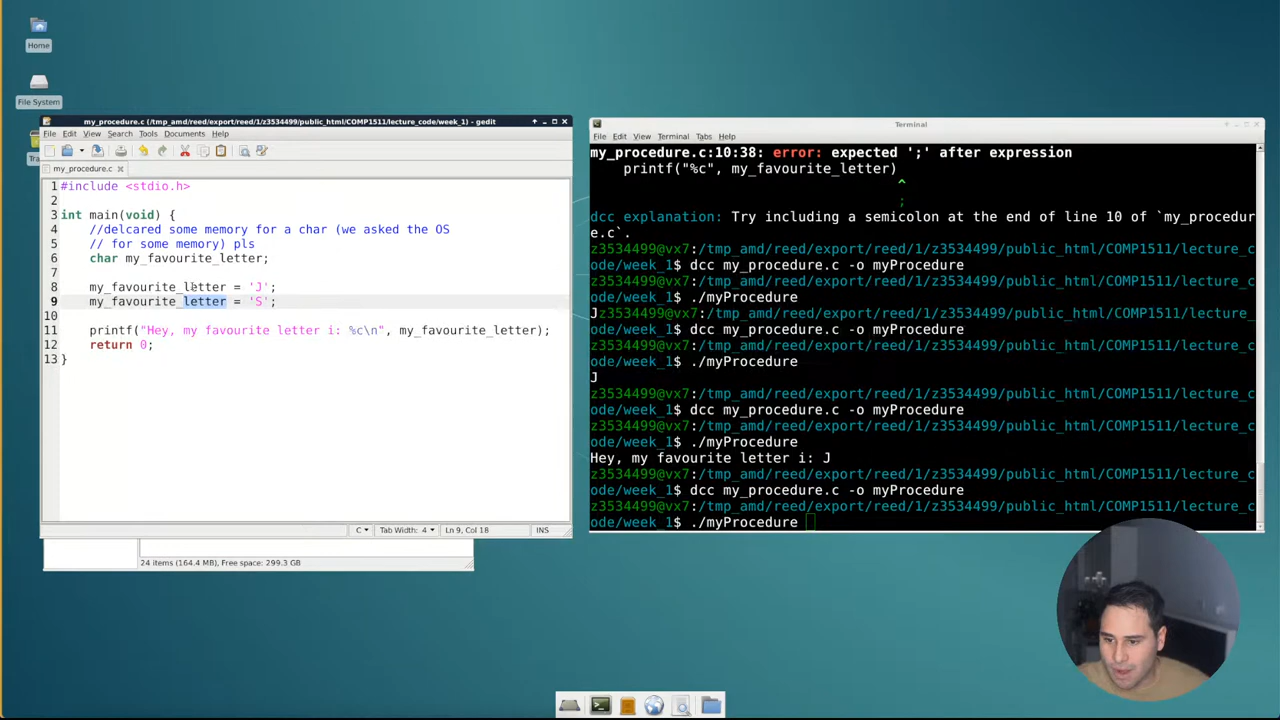 Home
File System
Tra
my_procedure.c (/tmp_amd/reed/export/reed/1/z3534499/public_html/COMP1511/lecture_code/week_1) - gedit
File Edit View Search Tools Documents Help
my_procedure.c
1 #include <stdio.h>
2
3 int main(void) {
4     //delcared some memory for a char (we asked the OS
5     // for some memory) pls
6     char my_favourite_letter;
7
8     my_favourite_letter = 'J';
9     my_favourite_letter = 'S';
10
11     printf("Hey, my favourite letter i: %c\n", my_favourite_letter);
12     return 0;
13 }
C Tab Width: 4 Ln 9, Col 18 INS
24 items (164.4 MB), Free space: 299.3 GB
Terminal
File Edit View Terminal Tabs Help
my_procedure.c:10:38: error: expected ';' after expression
    printf("%c", my_favourite_letter)
^
;
dcc explanation: Try including a semicolon at the end of line 10 of `my_procedur
e.c`.
z3534499@vx7:/tmp_amd/reed/export/reed/1/z3534499/public_html/COMP1511/lecture_c
ode/week_1$ dcc my_procedure.c -o myProcedure
z3534499@vx7:/tmp_amd/reed/export/reed/1/z3534499/public_html/COMP1511/lecture_c
ode/week_1$ ./myProcedure
Jz3534499@vx7:/tmp_amd/reed/export/reed/1/z3534499/public_html/COMP1511/lecture_
code/week_1$ dcc my_procedure.c -o myProcedure
z3534499@vx7:/tmp_amd/reed/export/reed/1/z3534499/public_html/COMP1511/lecture_c
ode/week_1$ ./myProcedure
J
z3534499@vx7:/tmp_amd/reed/export/reed/1/z3534499/public_html/COMP1511/lecture_c
ode/week_1$ dcc my_procedure.c -o myProcedure
z3534499@vx7:/tmp_amd/reed/export/reed/1/z3534499/public_html/COMP1511/lecture_c
ode/week_1$ ./myProcedure
Hey, my favourite letter i: J
z3534499@vx7:/tmp_amd/reed/export/reed/1/z3534499/public_html/COMP1511/lecture_c
ode/week_1$ dcc my_procedure.c -o myProcedure
z3534499@vx7:/tmp_amd/reed/export/reed/1/z3534499/public_html/COMP1511/lecture_c
ode/week_1$ ./myProcedure